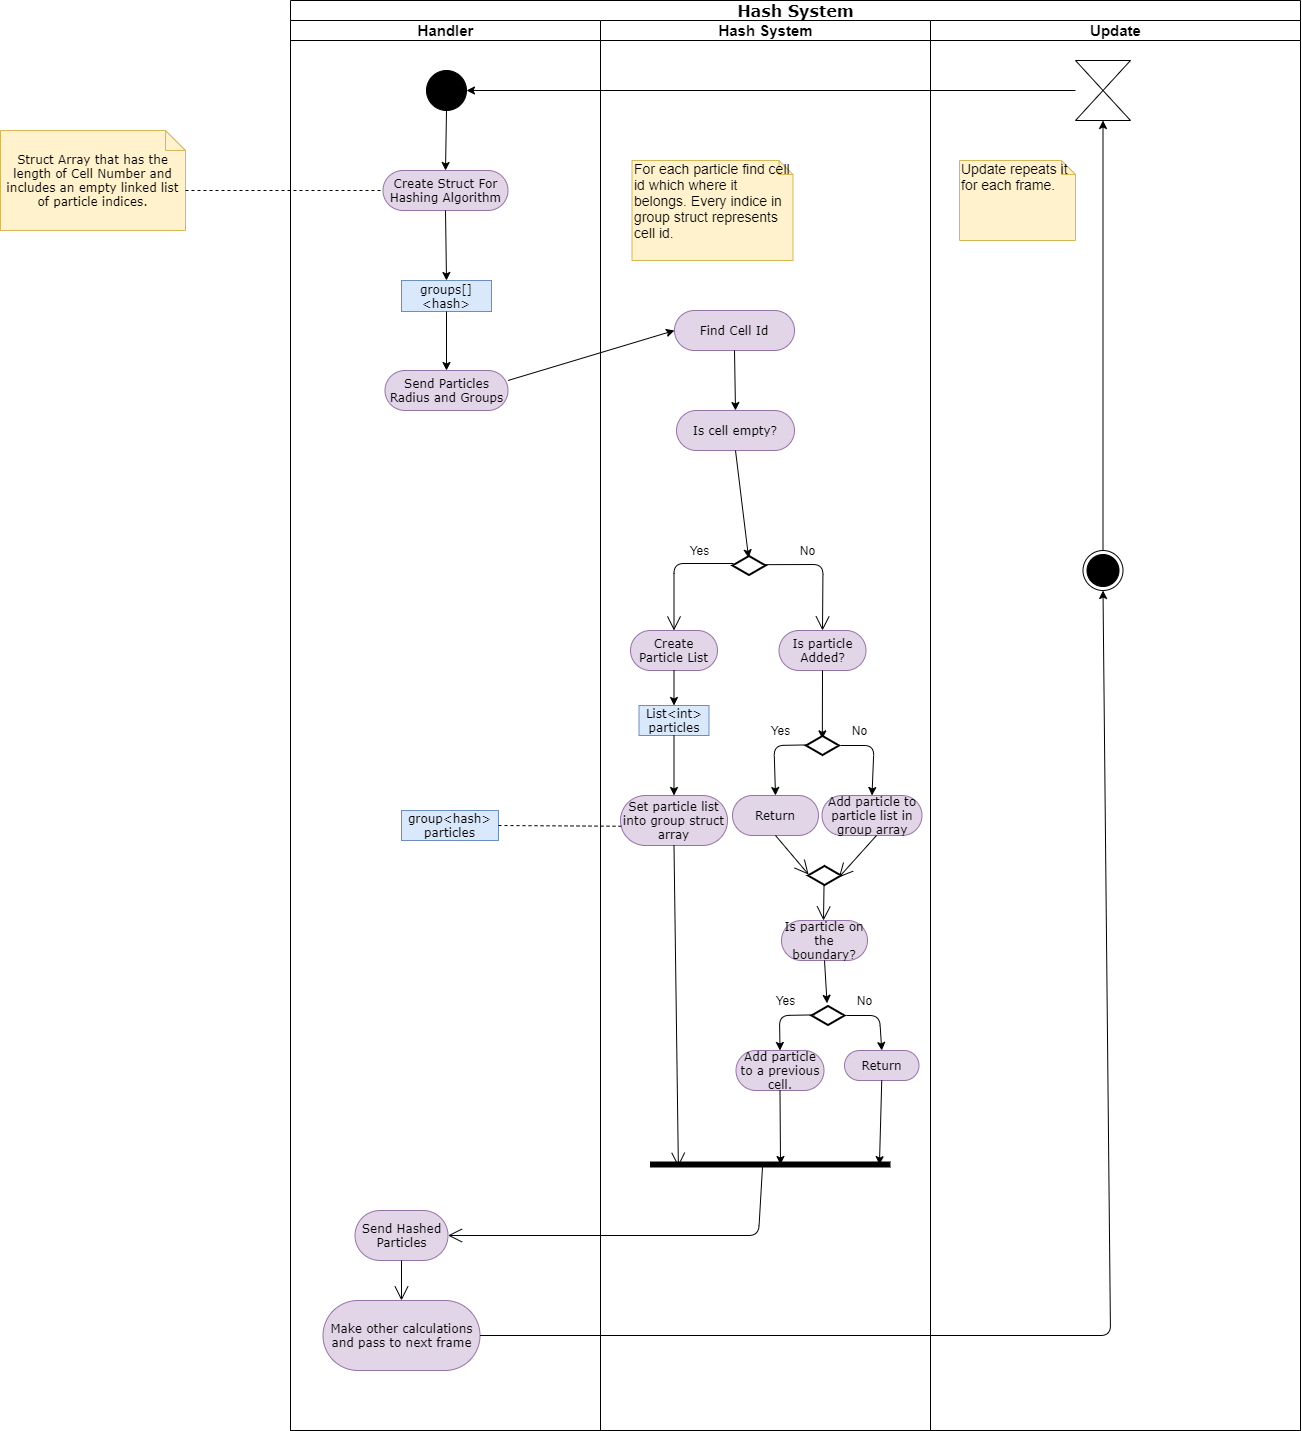 Hash System
Handler
Hash System
Update
Struct Array that has the
length of Cell Number and
includes an empty linked list
of particle indices.
Create Struct For
Hashing Algorithm
For each particle find cell
id which where it
belongs. Every indice in
group struct represents
cell id.
Update repeats it
for each frame.
groups[]
<hash>
Find Cell Id
Send Particles
Radius and Groups
Is cell empty?
Yes
No
Create
Particle List
Is particle
Added?
List<int>
particles
Yes
No
Set particle list
into group struct
array
Return
Add particle to
particle list in
group array
group<hash>
particles
Is particle on
the
boundary?
Yes
No
Add particle
to a previous
cell.
Return
Send Hashed
Particles
Make other calculations
and pass to next frame